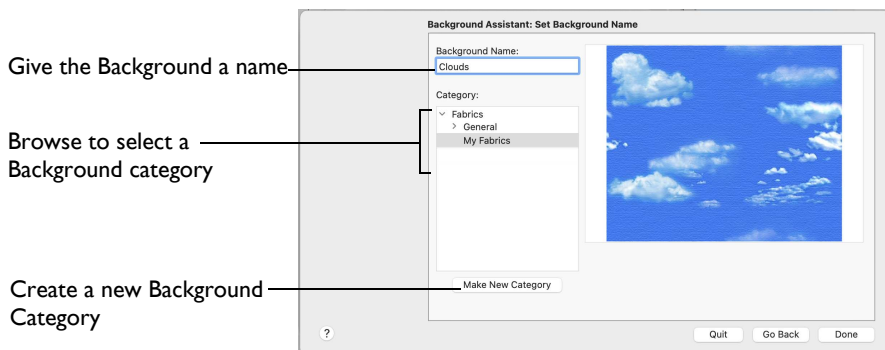 Background Assistant: Set Background Name
Give the Background a name
Background Name:
Clouds
Category:
Fabrics
General
My Fabrics
Browse to select a
Background category
Make New Category
Create a new Background
Category
?
Quit
Go Back
Done